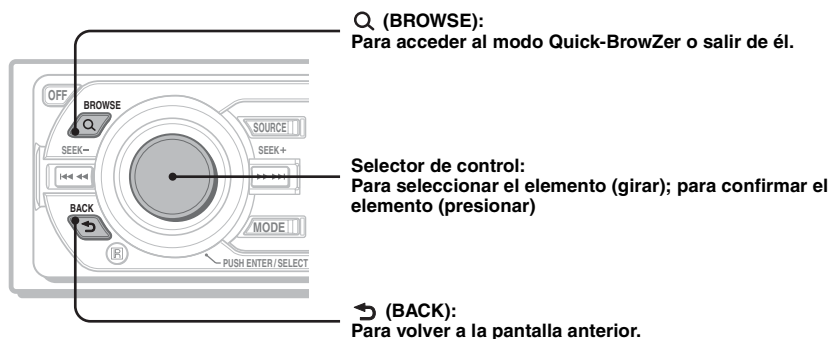 (BROWSE):
Para acceder al modo Quick-BrowZer o salir de él.
OFF
BROWSE
SOURCE
SEEK–
SEEK+
Selector de control:
Para seleccionar el elemento (girar); para confirmar el
elemento (presionar)
BACK
MODE
R
PUSH ENTER / SELECT
(BACK):
Para volver a la pantalla anterior.